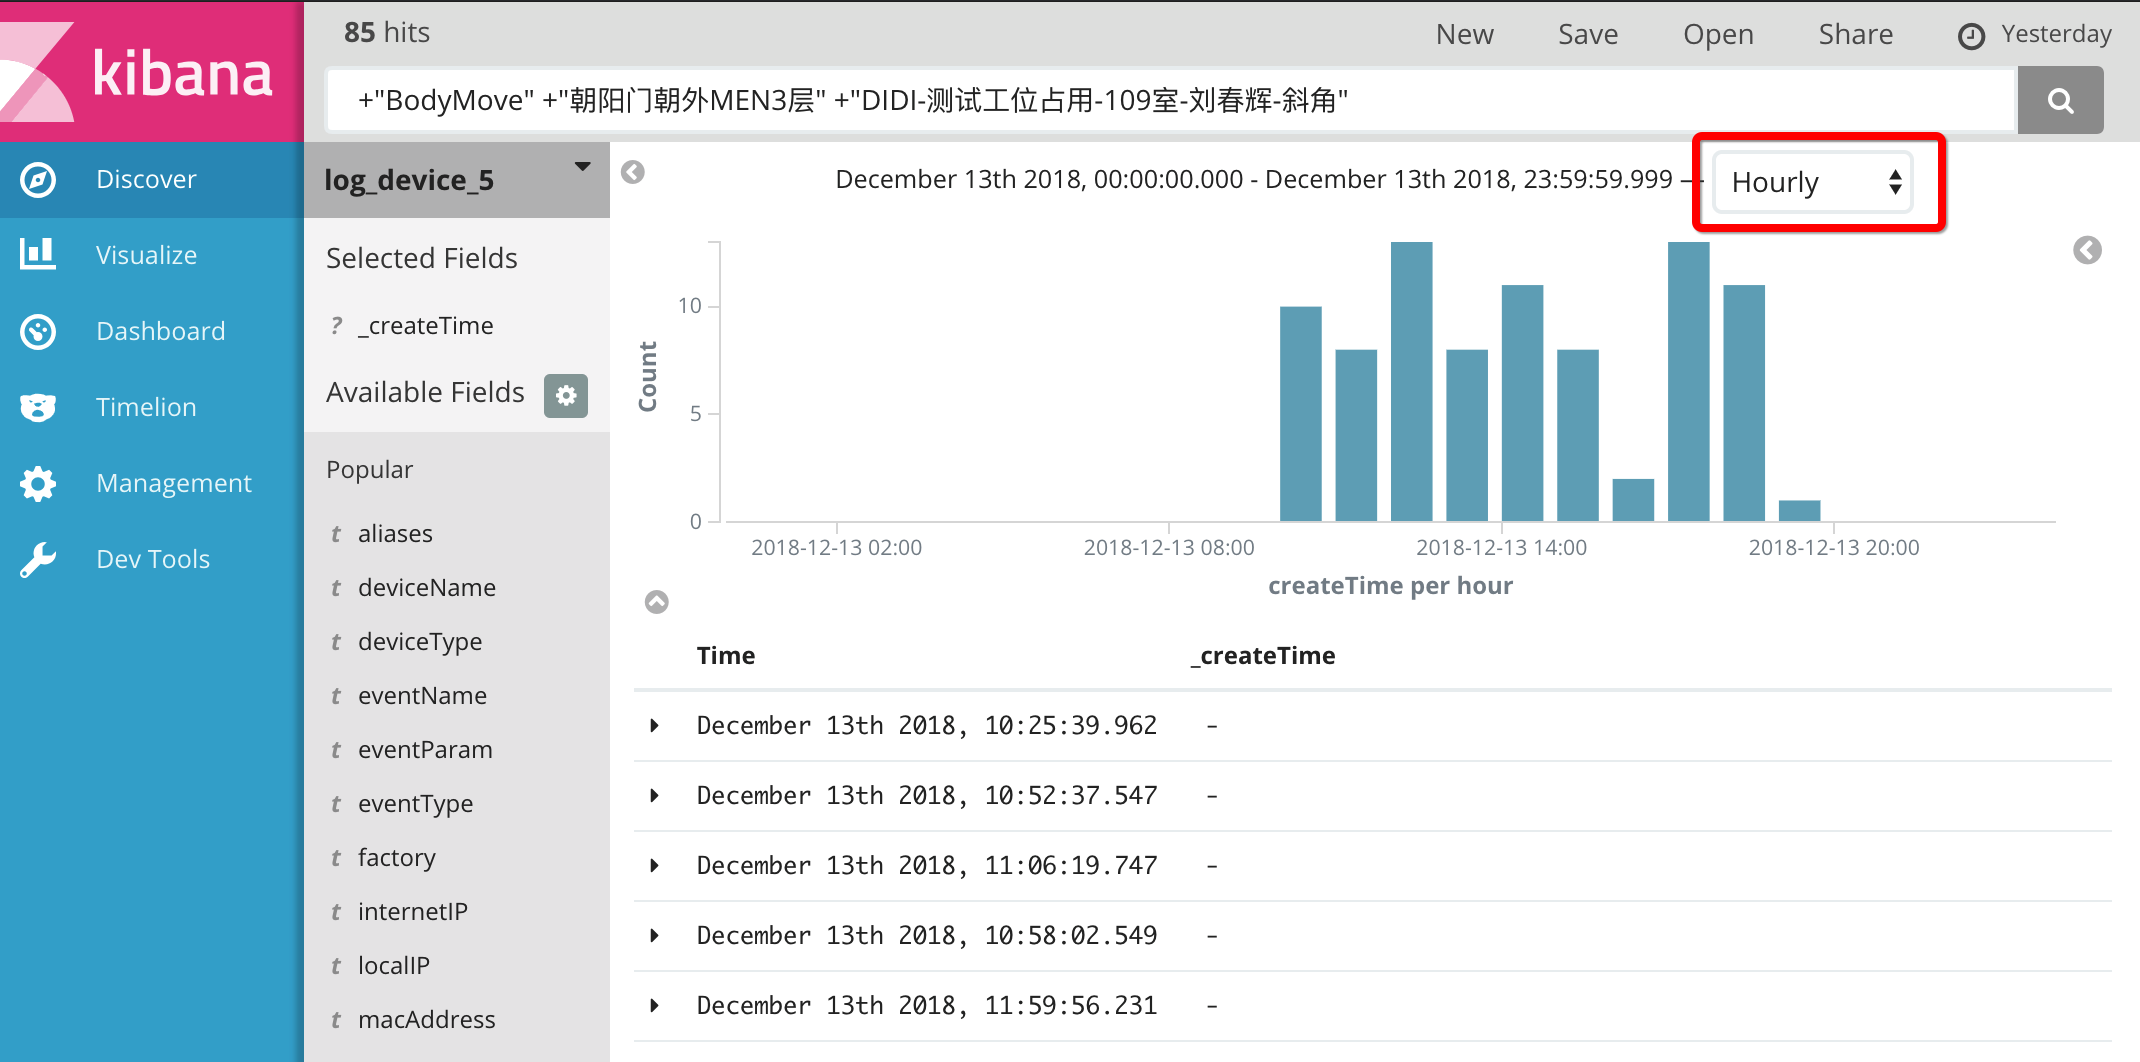 kibana
85 hits
New Save Open Share Yesterday
+"BodyMove" +"朝阳门朝外MEN3层" +"DIDI-测试工位占用-109室-刘春辉-斜角"
Discover
Visualize
Dashboard
Timelion
Management
Dev Tools
log_device_5
Selected Fields
? _createTime
Available Fields
Popular
t aliases
t deviceName
t deviceType
t eventName
t eventParam
t eventType
t factory
t internetIP
t localIP
t macAddress
December 13th 2018, 00:00:00.000 - December 13th 2018, 23:59:59.999 — Hourly
Count
10
5
0
2018-12-13 02:00 2018-12-13 08:00 2018-12-13 14:00 2018-12-13 20:00
createTime per hour
Time _createTime
December 13th 2018, 10:25:39.962 -
December 13th 2018, 10:52:37.547 -
December 13th 2018, 11:06:19.747 -
December 13th 2018, 10:58:02.549 -
December 13th 2018, 11:59:56.231 -